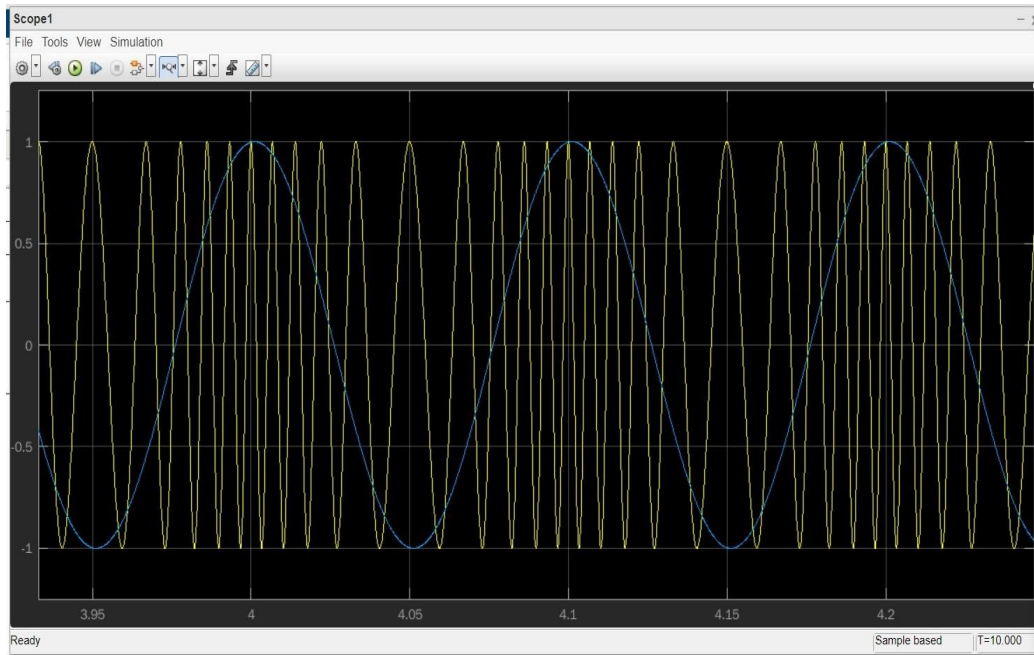 Scope1
File Tools View Simulation
1
0.5
0
-0.5
-1
3.95 4 4.05 4.1 4.15 4.2
Ready Sample based T=10.000